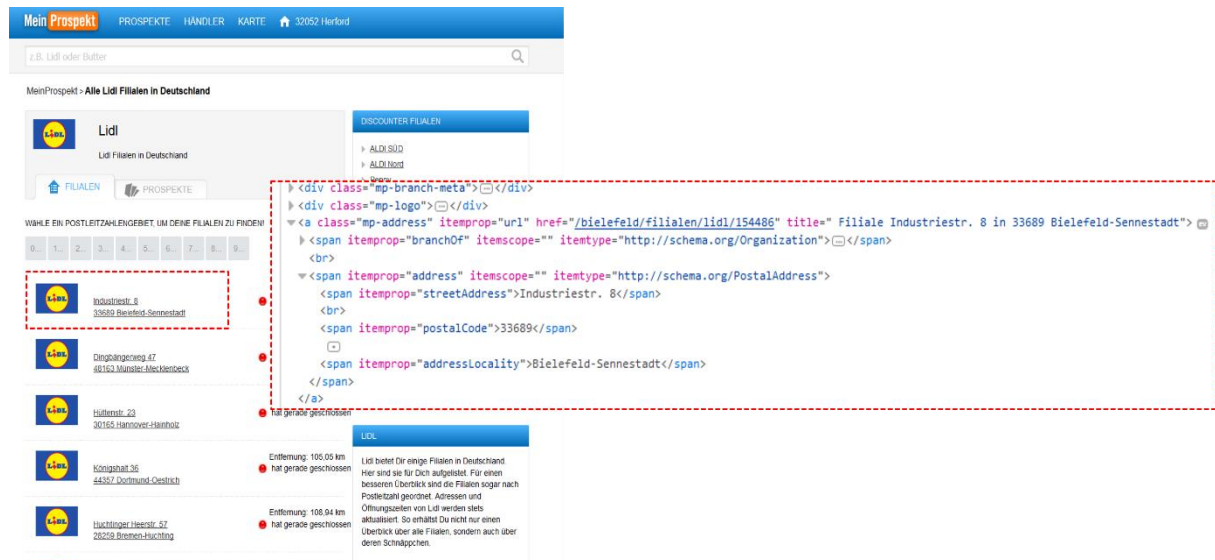 Mein Prospekt PROSPEKTE HÄNDLER KARTE 32052 Herford
z.B. Lidl oder Butter
MeinProspekt > Alle Lidl Filialen in Deutschland
LiDL
Lidl
Lidl Filialen in Deutschland
FILIALEN PROSPEKTE
WÄHLE EIN POSTLEITZAHLENGEBIET, UM DEINE FILIALEN ZU FINDEN!
0... 1... 2... 3... 4... 5... 6... 7... 8... 9...
LiDL
Industriestr. 8
33689 Bielefeld-Sennestadt
LiDL
Dingbängerweg 47
48163 Münster-Mecklenbeck
LiDL
Hüttenstr. 23
30165 Hannover-Hainholz
hat gerade geschlossen
LiDL
Entfernung: 105,05 km
Königshalt 36
44357 Dortmund-Oestrich
hat gerade geschlossen
LiDL
Entfernung: 108,94 km
Huchtinger Heerstr. 57
28259 Bremen-Huchting
hat gerade geschlossen
DISCOUNTER FILIALEN
ALDI SÜD
ALDI Nord
<div class="mp-branch-meta"></div>
<div class="mp-logo"></div>
<a class="mp-address" itemprop="url" href="/bielefeld/filialen/lidl/154486" title=" Filiale Industriestr. 8 in 33689 Bielefeld-Sennestadt">
<span itemprop="branchOf" itemscope="" itemtype="http://schema.org/Organization"></span>
<br>
<span itemprop="address" itemscope="" itemtype="http://schema.org/PostalAddress">
<span itemprop="streetAddress">Industriestr. 8</span>
<br>
<span itemprop="postalCode">33689</span>
<span itemprop="addressLocality">Bielefeld-Sennestadt</span>
</span>
</a>
LIDL
Lidl bietet Dir einige Filialen in Deutschland.
Hier sind sie für Dich aufgelistet. Für einen
besseren Überblick sind die Filialen sogar nach
Postleitzahl geordnet. Adressen und
Öffnungszeiten von Lidl werden stets
aktualisiert. So erhältst Du nicht nur einen
Überblick über alle Filialen, sondern auch über
deren Schnäppchen.